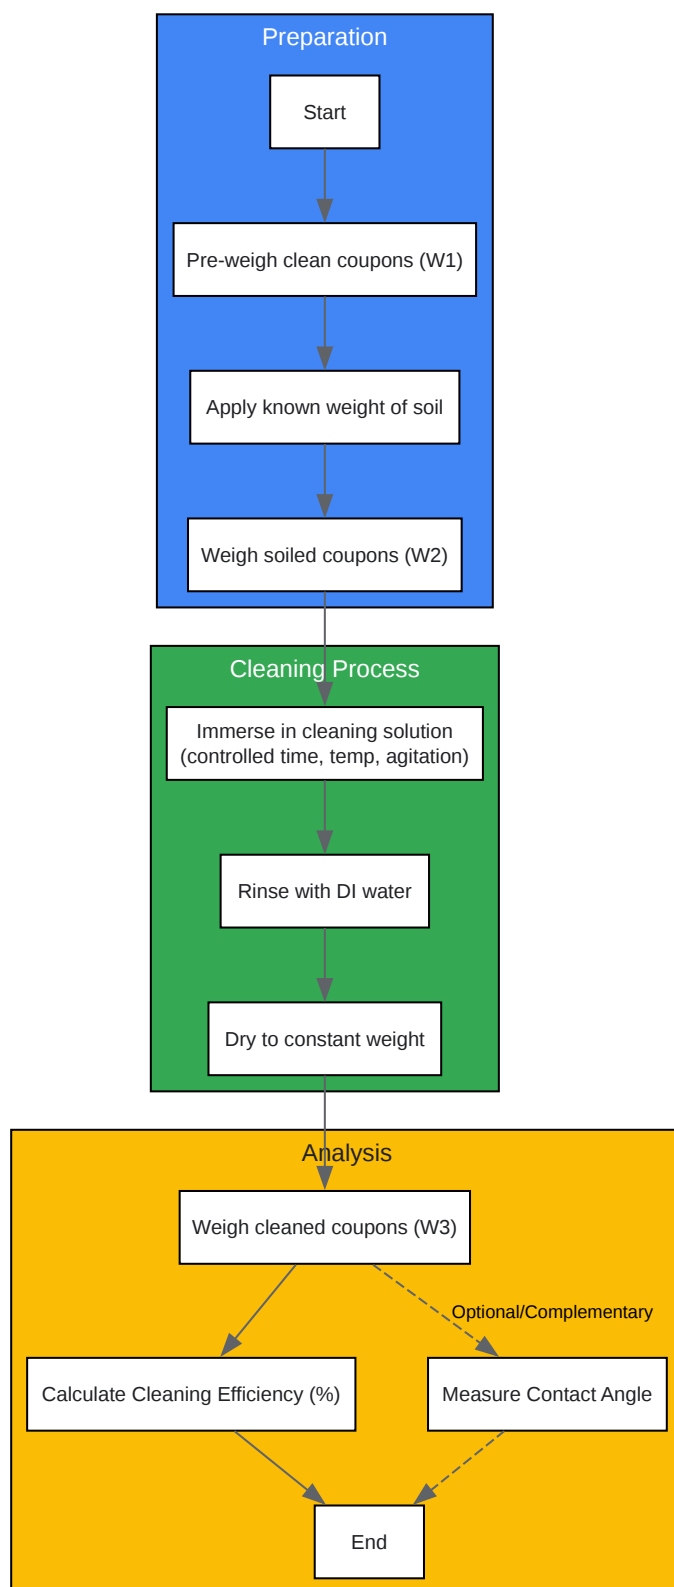 Preparation
Start
Pre-weigh clean coupons (W1)
Apply known weight of soil
Weigh soiled coupons (W2)
Cleaning Process
Immerse in cleaning solution
(controlled time, temp, agitation)
Rinse with DI water
Dry to constant weight
Analysis
Weigh cleaned coupons (W3)
Optional/Complementary
Calculate Cleaning Efficiency (%)
Measure Contact Angle
End